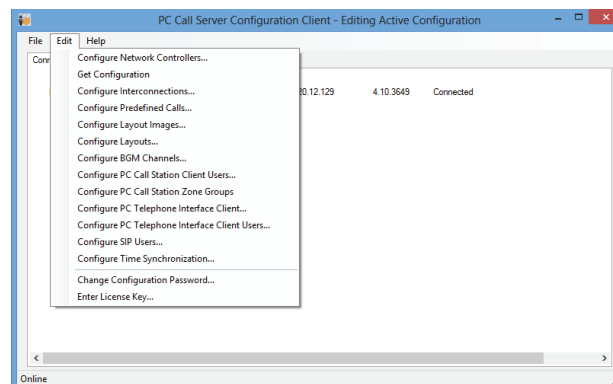 PC Call Server Configuration Client - Editing Active Configuration
File Edit Help
Configure Network Controllers...
Get Configuration
Configure Interconnections...
20.12.129 4.10.3649 Connected
Configure Predefined Calls...
Configure Layout Images...
Configure Layouts...
Configure BGM Channels...
Configure PC Call Station Client Users...
Configure PC Call Station Zone Groups
Configure PC Telephone Interface Client...
Configure PC Telephone Interface Client Users...
Configure SIP Users...
Configure Time Synchronization...
Change Configuration Password...
Enter License Key...
Online